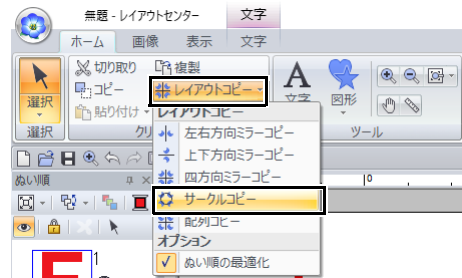 無題 - レイアウトセンター 文字
ホーム 画像 表示 文字
切り取り 複製
コピー レイアウトコピー
貼り付け
選択
A
文字
図形
選択 クリ ツール
レイアウトコピー
左右方向ミラーコピー
上下方向ミラーコピー
四方向ミラーコピー
サークルコピー
配列コピー
オプション
ぬい順の最適化
ぬい順
0
1
E